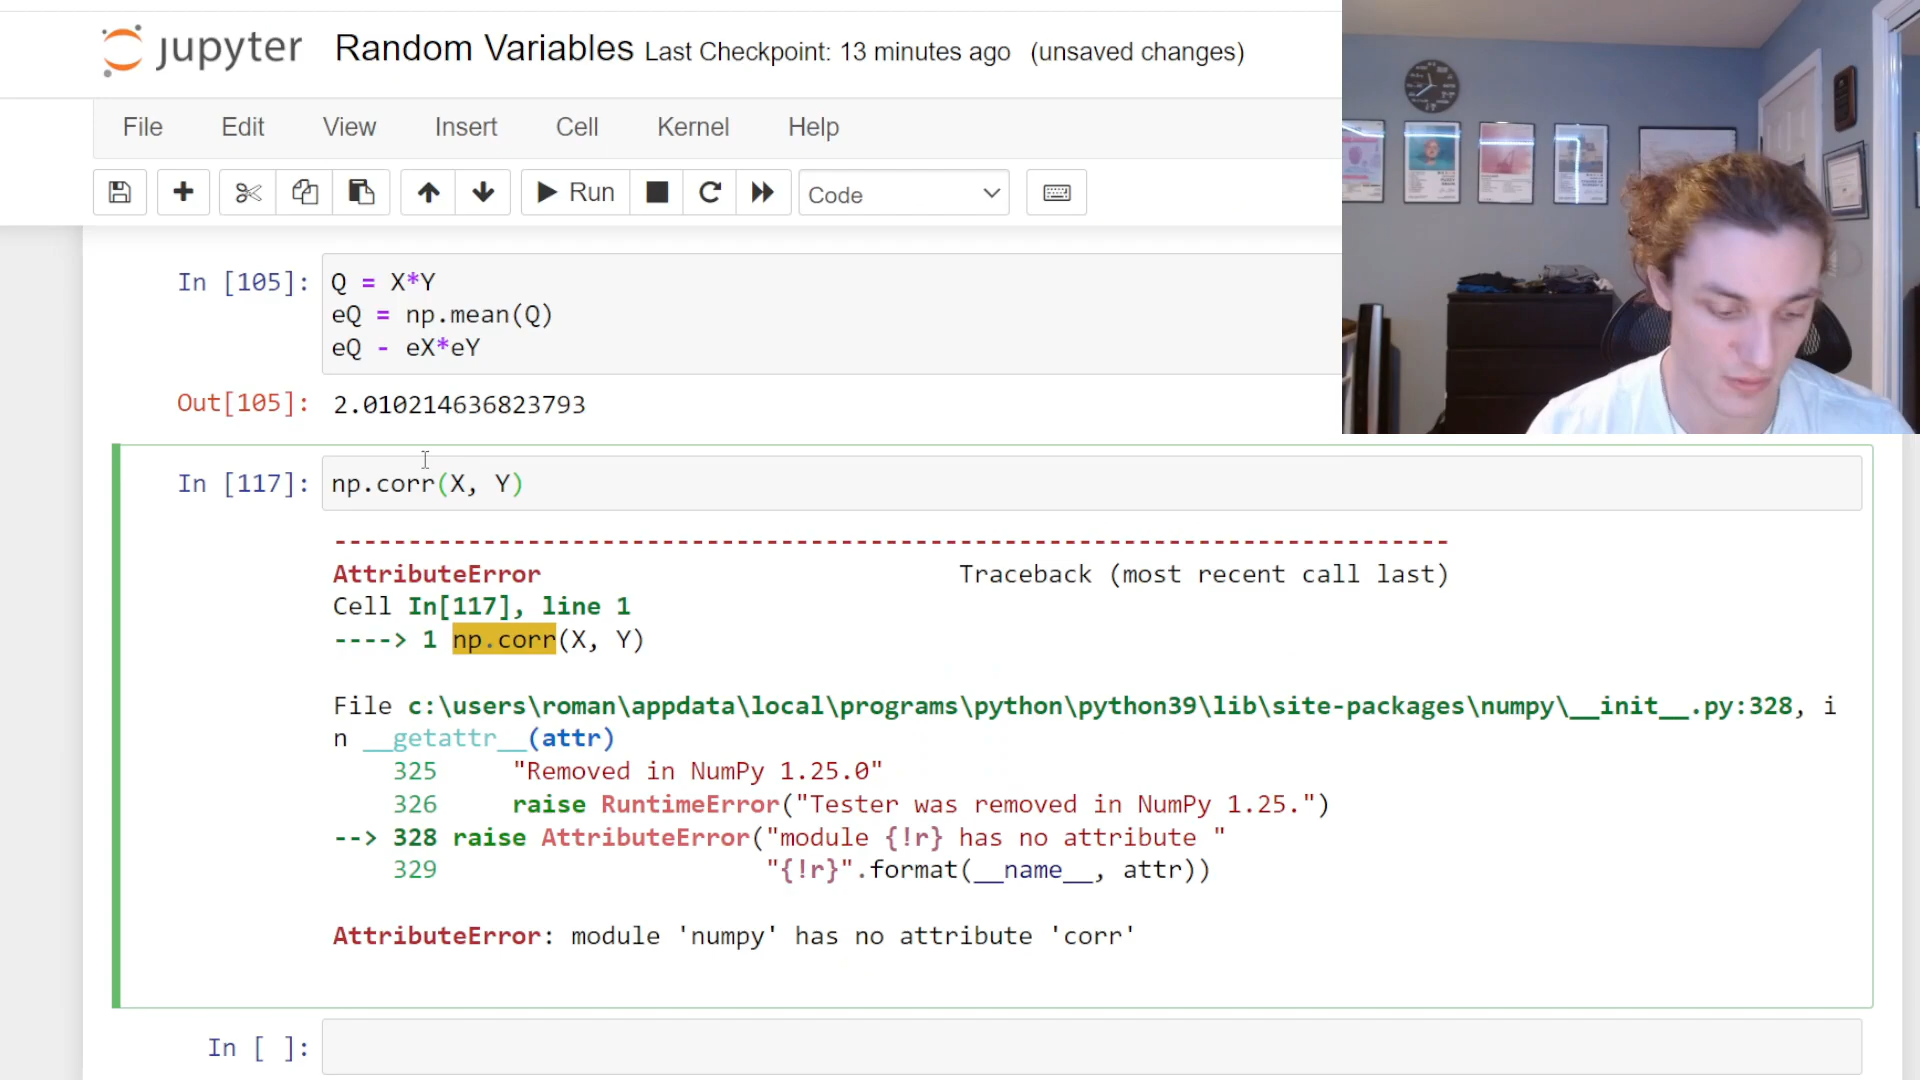 jupyter Random Variables Last Checkpoint: 13 minutes ago (unsaved changes)
File Edit View Insert Cell Kernel Help
Run Code
In [105]: Q = X*Y
eQ = np.mean(Q)
eQ - eX*eY
Out[105]: 2.010214636823793
In [117]: np.corr(X, Y)
---------------------------------------------------------------------------
AttributeError Traceback (most recent call last)
Cell In[117], line 1
----> 1 np.corr(X, Y)
File c:\users\roman\appdata\local\programs\python\python39\lib\site-packages\numpy\__init__.py:328, i
n __getattr__(attr)
325 "Removed in NumPy 1.25.0"
326 raise RuntimeError("Tester was removed in NumPy 1.25.")
--> 328 raise AttributeError("module {!r} has no attribute "
329 "{!r}".format(__name__, attr))
AttributeError: module 'numpy' has no attribute 'corr'
In [ ]: